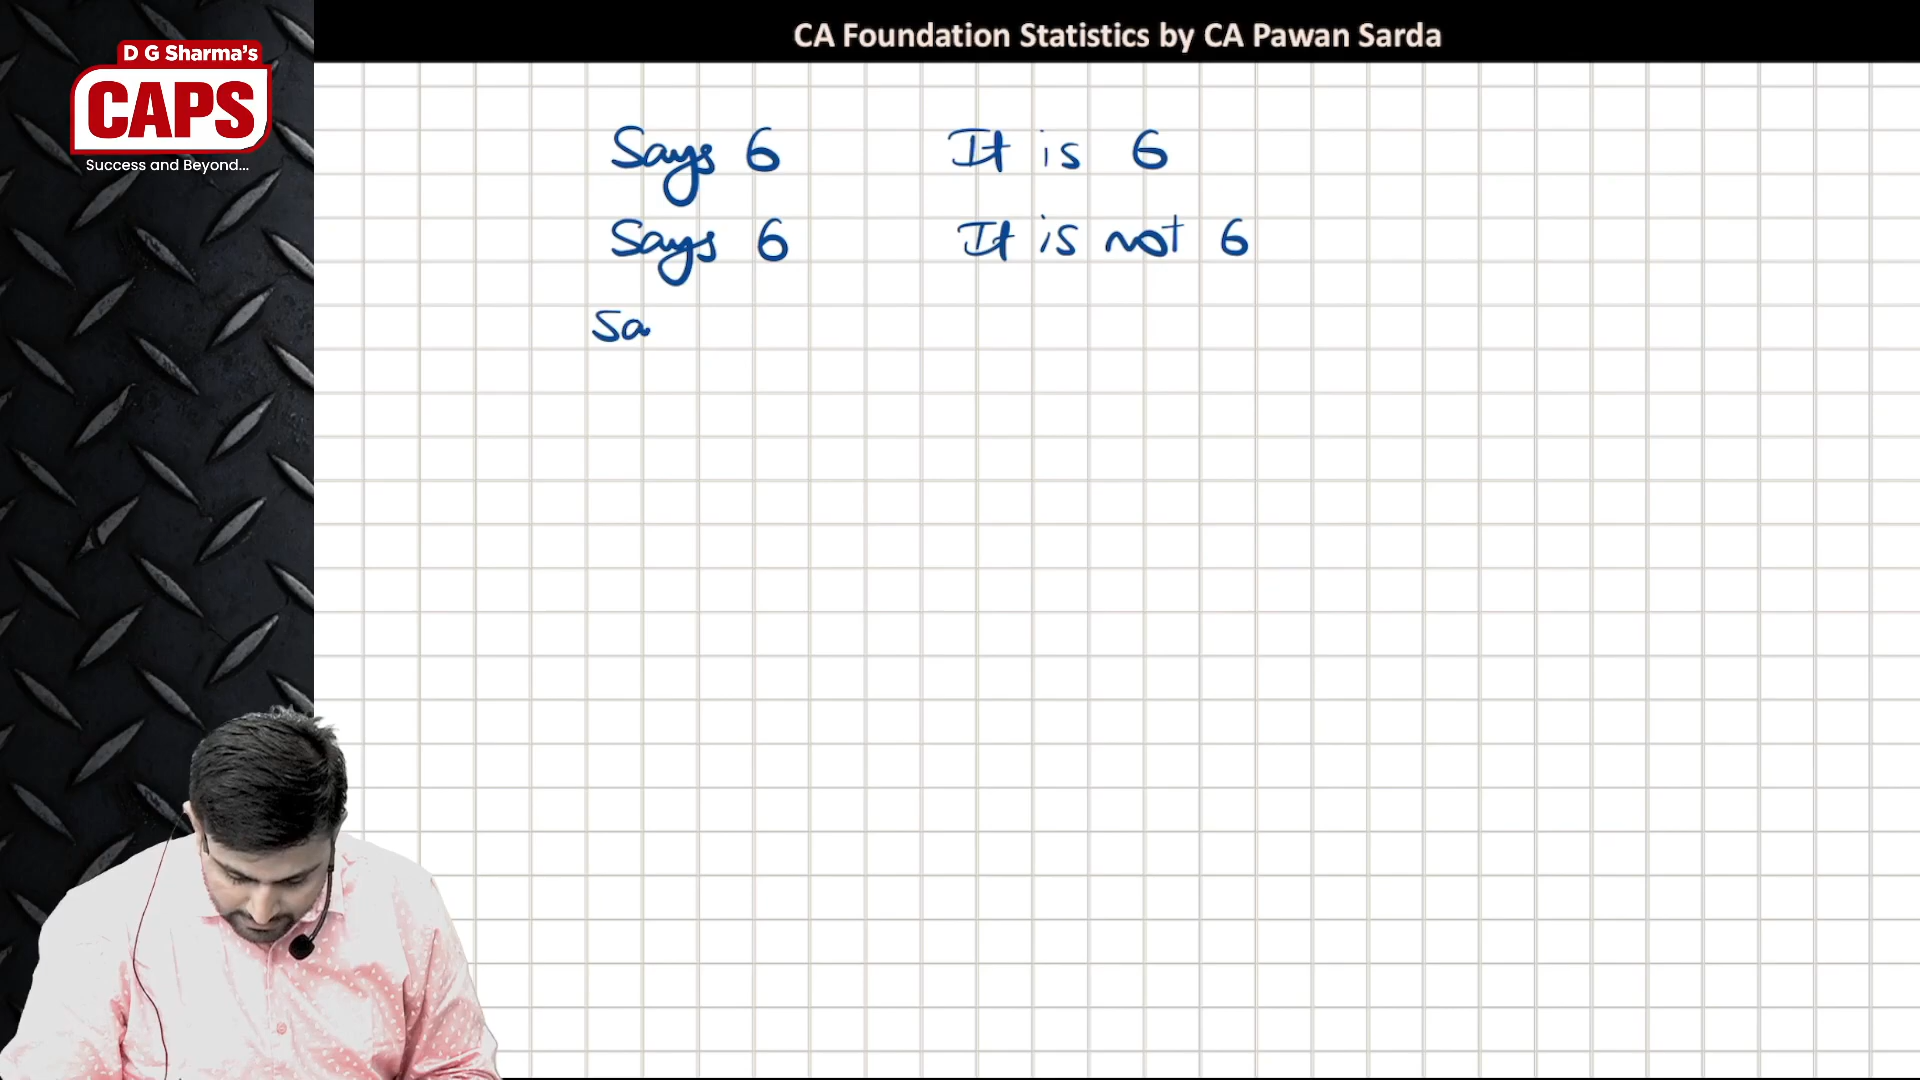 CA Foundation Statistics by CA Pawan Sarda
D G Sharma's
CAPS
Success and Beyond...
Says 6 It is 6
Says 6 It is not 6
Sa